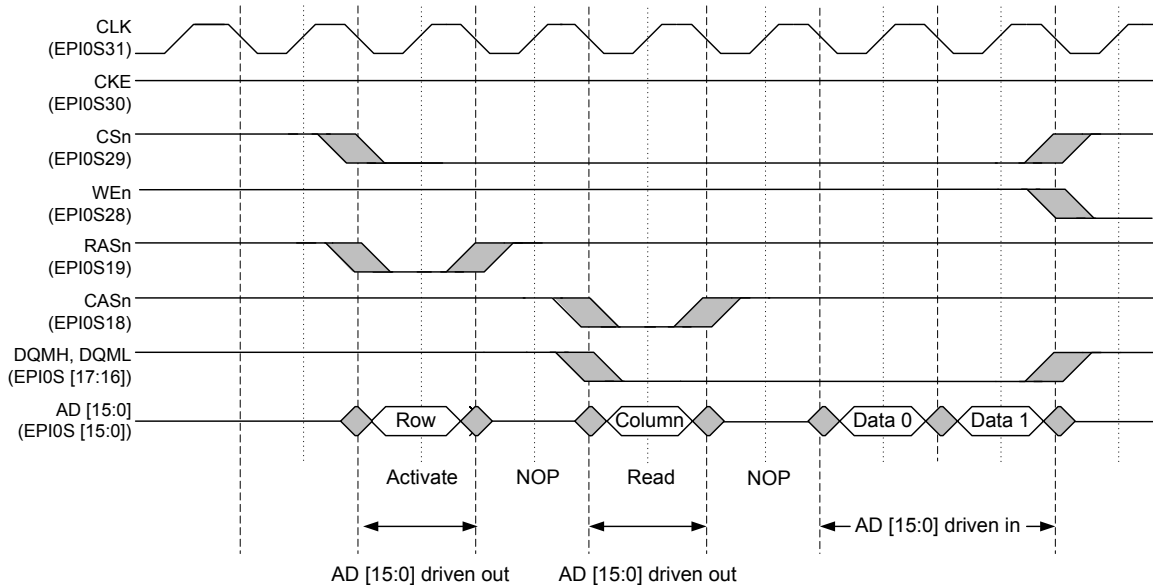 CLK
(EPI0S31)
CKE
(EPI0S30)
CSn
(EPI0S29)
WEn
(EPI0S28)
RASn
(EPI0S19)
CASn
(EPI0S18)
DQMH, DQML
(EPI0S [17:16])
AD [15:0]
(EPI0S [15:0])
Row
Column
Data 0
Data 1
Activate
NOP
Read
NOP
AD [15:0] driven in
AD [15:0] driven out
AD [15:0] driven out